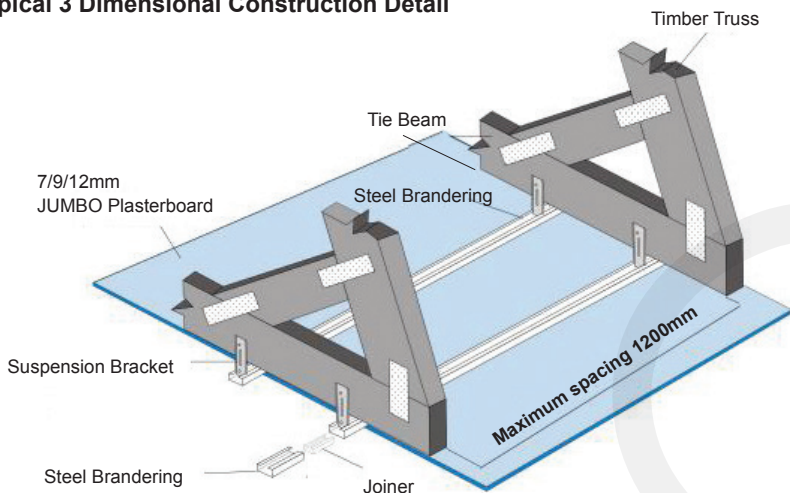 pical 3 Dimensional Construction Detail
Timber Truss
Tie Beam
7/9/12mm
JUMBO Plasterboard
Steel Brandering
Suspension Bracket
Maximum spacing 1200mm
Steel Brandering
Joiner